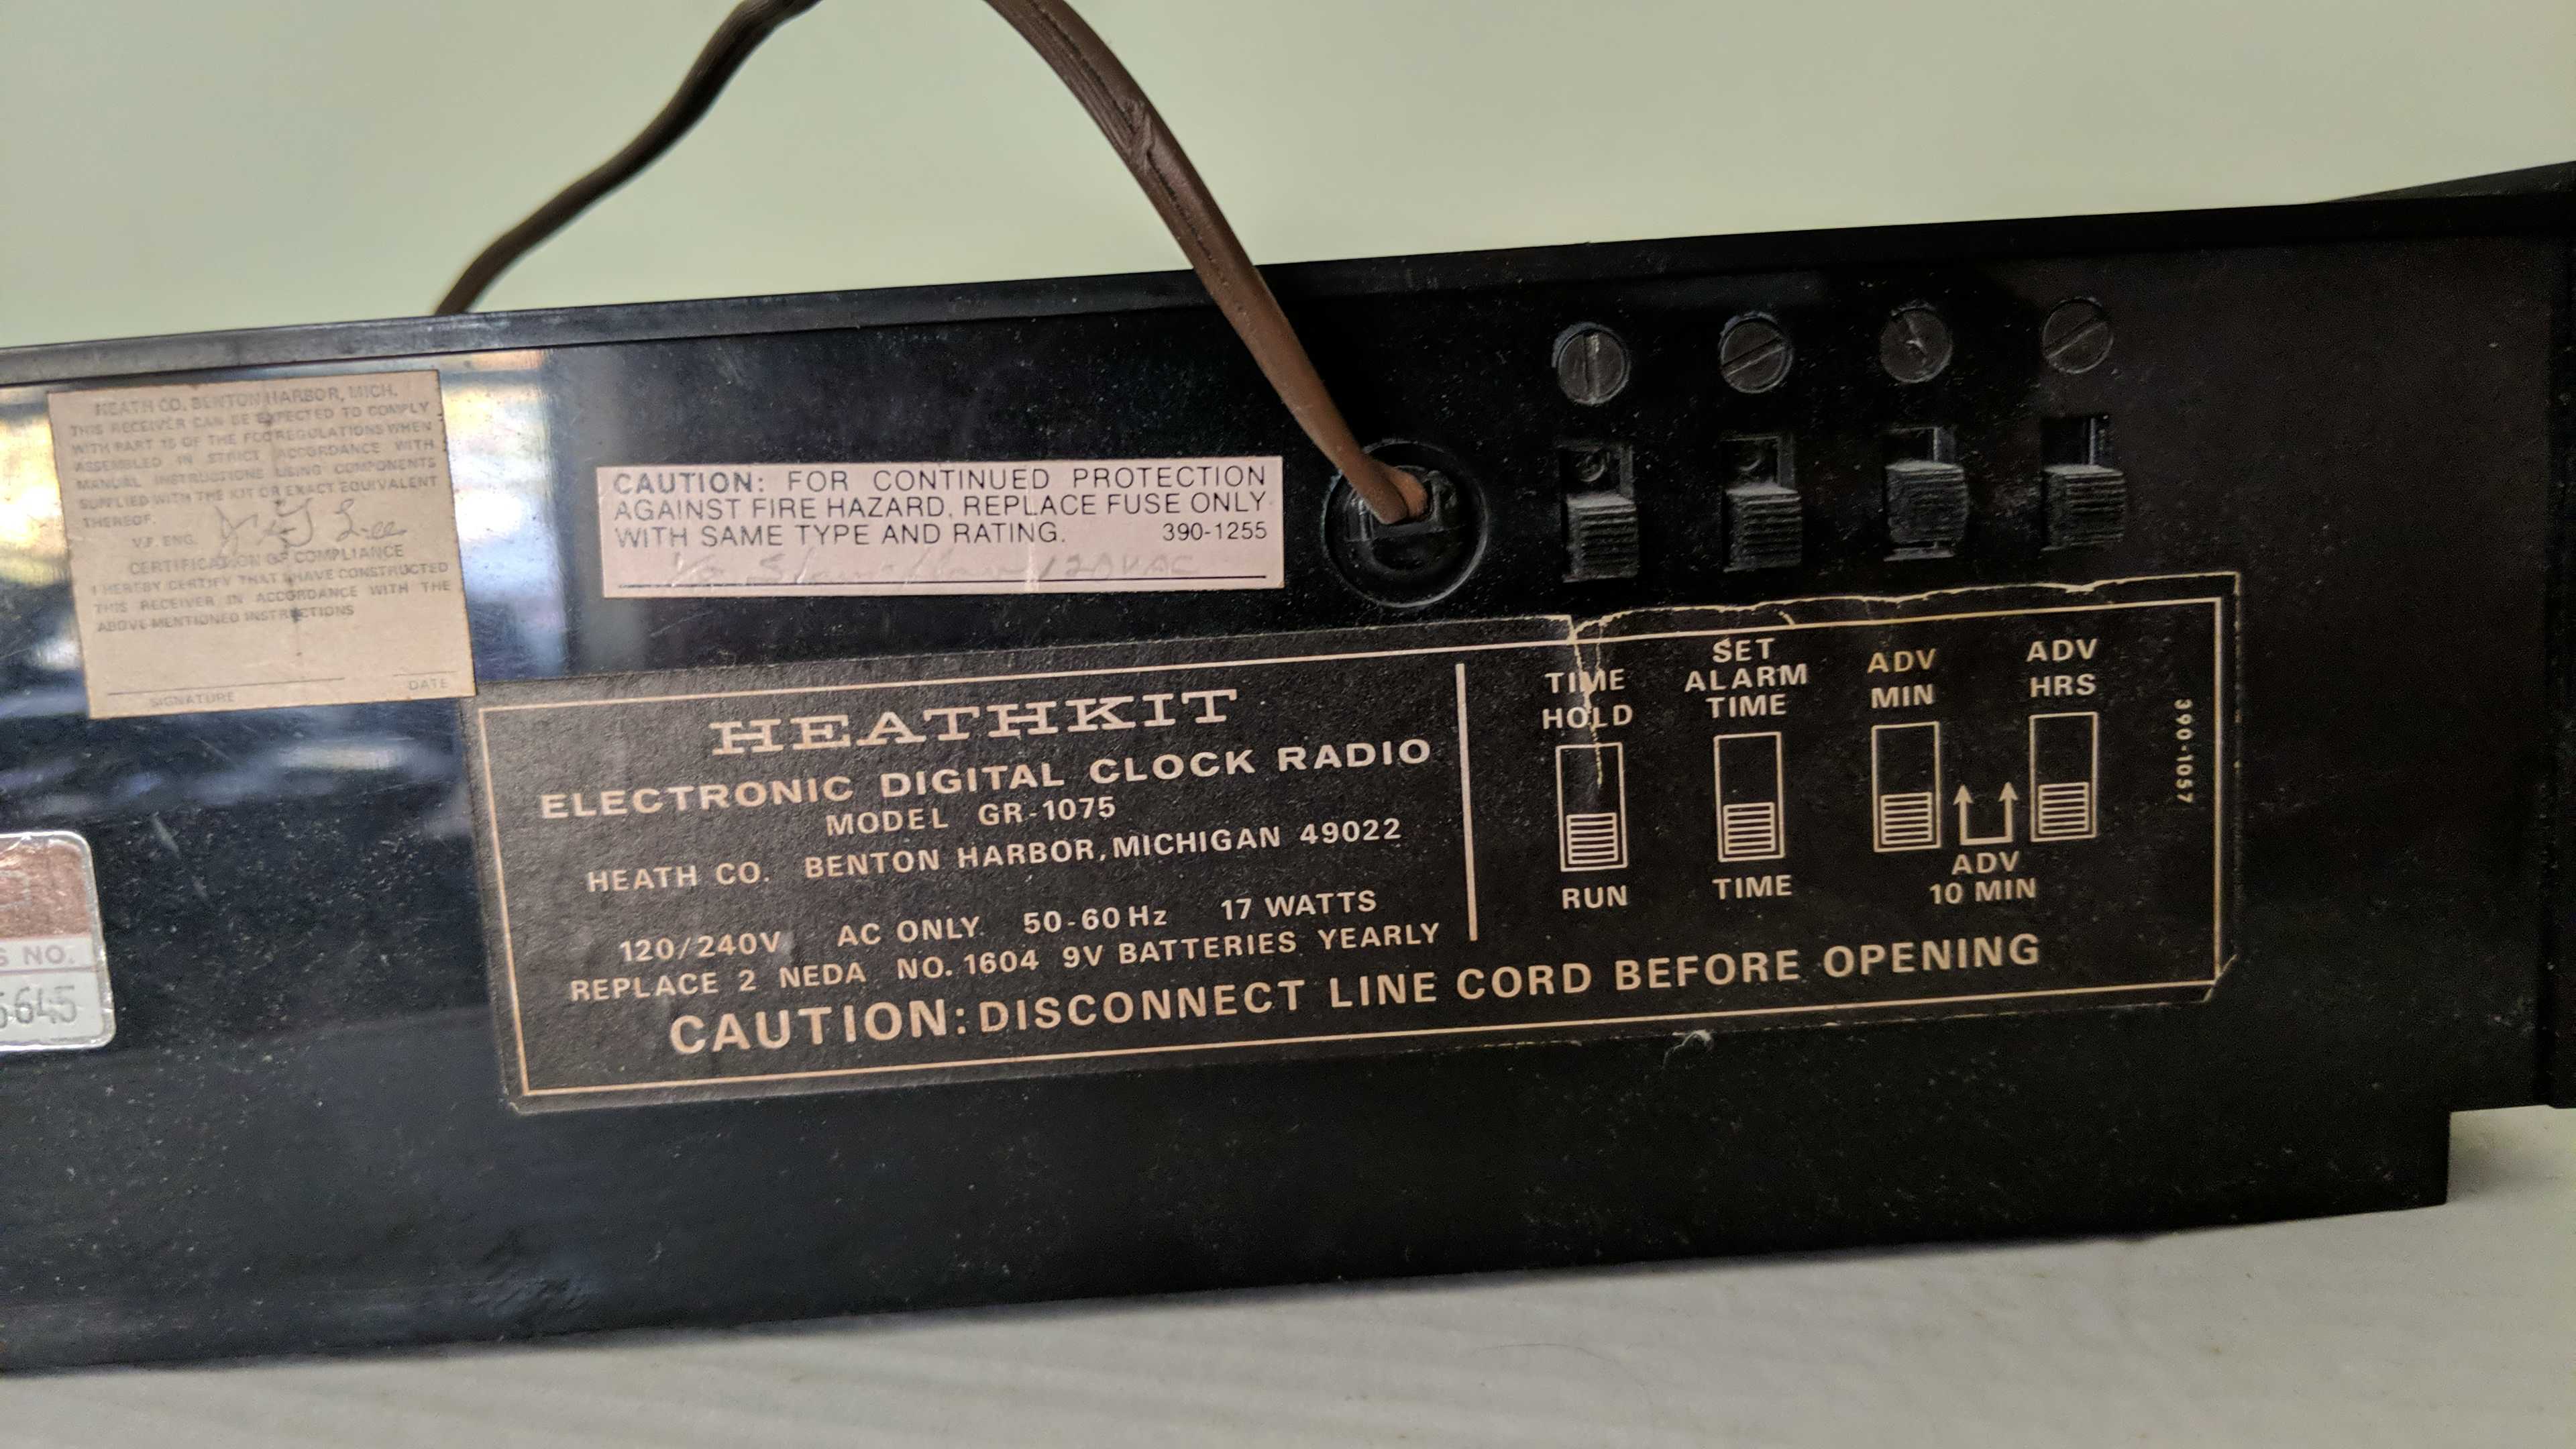 HEATH CO. BENTON HARBOR, MICH.
THIS RECEIVER CAN BE EXPECTED TO COMPLY
WITH PART 15 OF THE FCC REGULATIONS WHEN
ASSEMBLED IN STRICT ACCORDANCE WITH
MANUAL INSTRUCTIONS USING COMPONENTS
SUPPLIED WITH THE KIT OR EXACT EQUIVALENT
THEREOF.
V.P. ENG.
CERTIFICATION OF COMPLIANCE
I HEREBY CERTIFY THAT I HAVE CONSTRUCTED
THIS RECEIVER IN ACCORDANCE WITH THE
ABOVE-MENTIONED INSTRUCTIONS
SIGNATURE DATE
S NO.
5645
CAUTION: FOR CONTINUED PROTECTION
AGAINST FIRE HAZARD, REPLACE FUSE ONLY
WITH SAME TYPE AND RATING. 390-1255
120VAC
HEATHKIT
ELECTRONIC DIGITAL CLOCK RADIO
MODEL GR-1075
HEATH CO. BENTON HARBOR, MICHIGAN 49022
120/240V AC ONLY. 50-60 Hz 17 WATTS
REPLACE 2 NEDA NO. 1604 9V BATTERIES YEARLY
CAUTION: DISCONNECT LINE CORD BEFORE OPENING
TIME
HOLD
RUN
SET
ALARM
TIME
TIME
ADV
MIN
ADV
HRS
ADV
10 MIN
390-1057